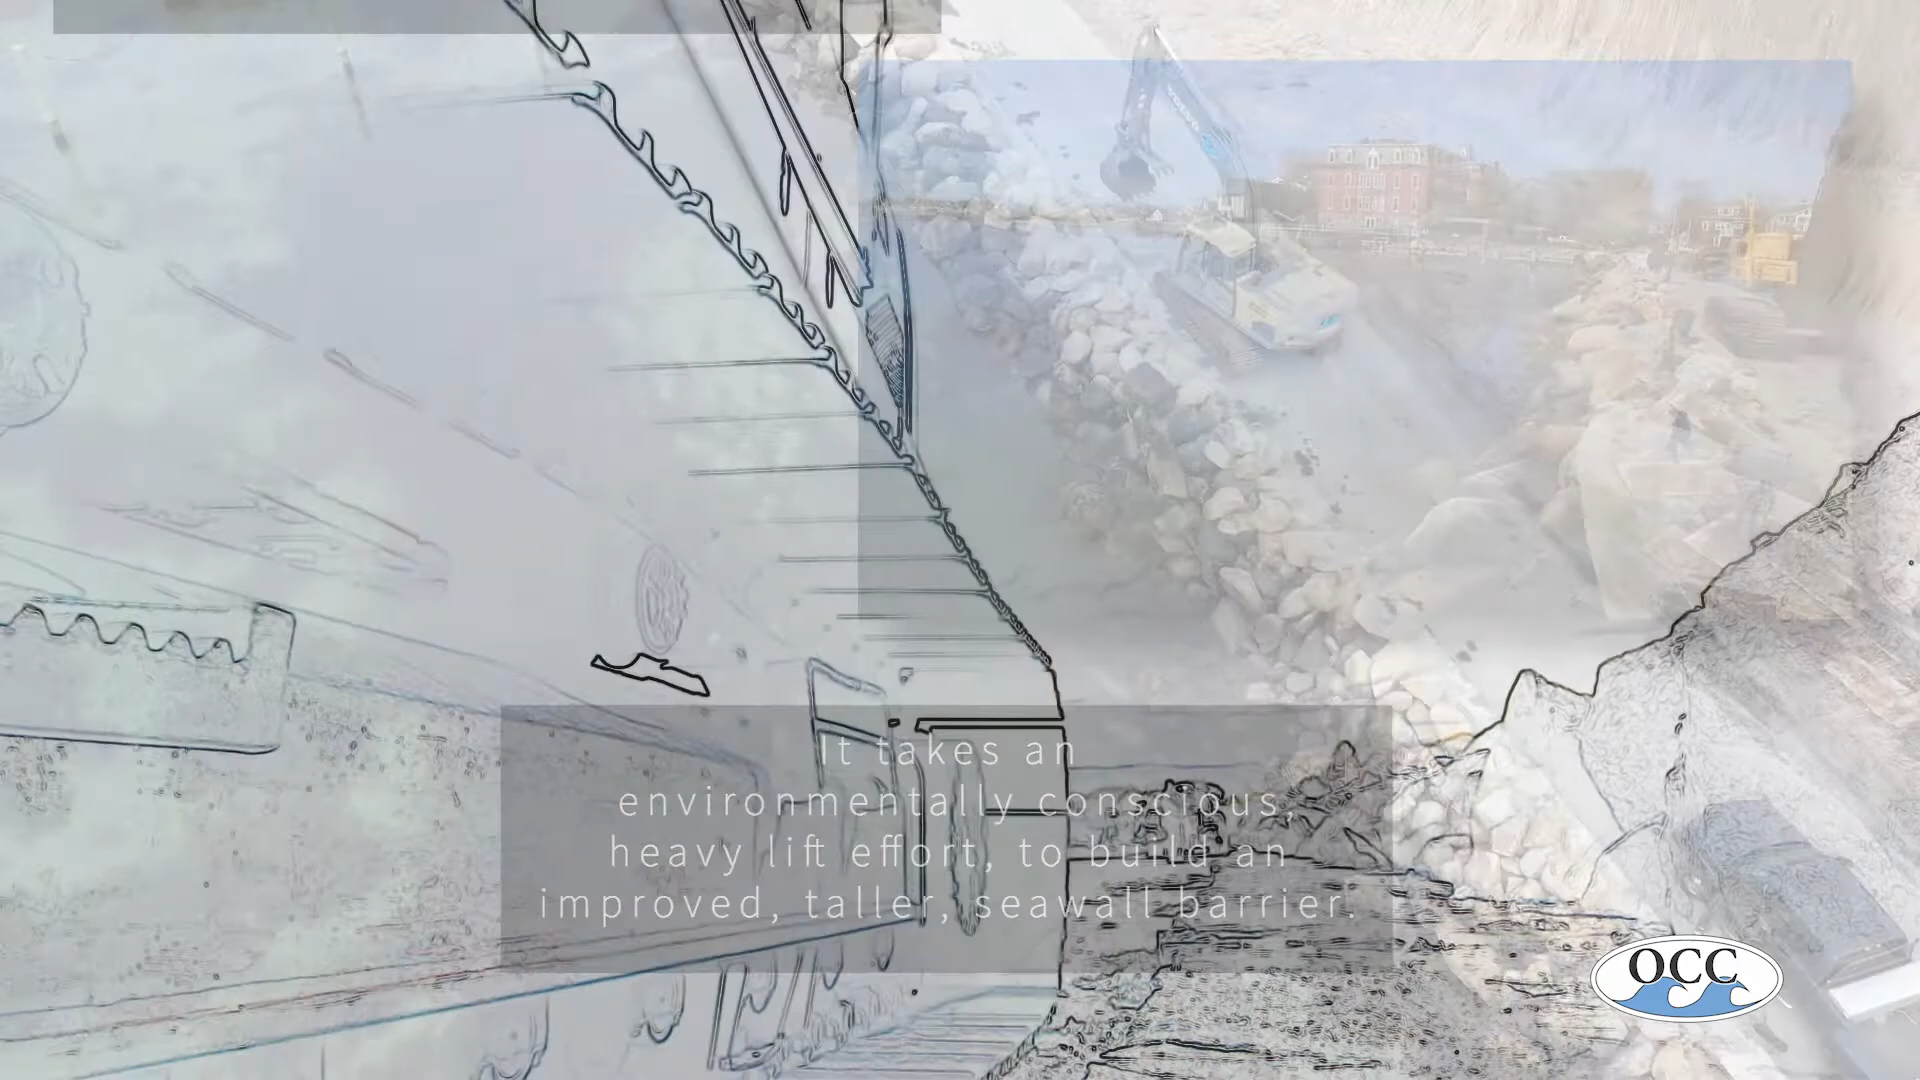 It takes an
environmentally conscious,
heavy lift effort, to build an
improved, taller, seawall barrier.
OCC